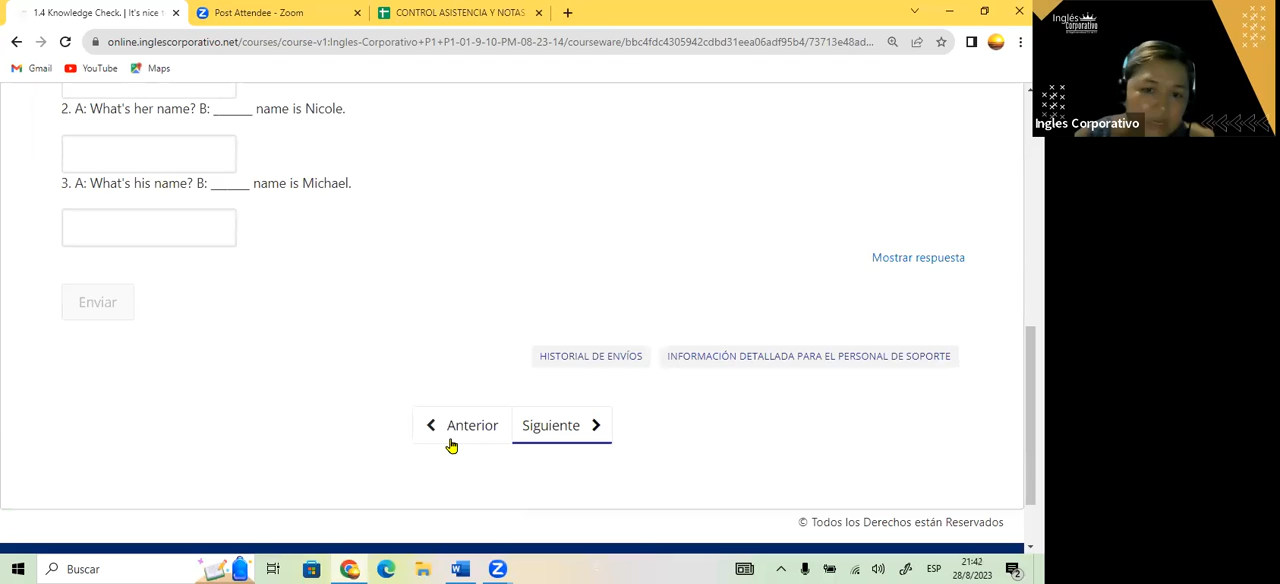 1.4 Knowledge Check. | It's nice
Post Attendee - Zoom
CONTROL ASISTENCIA Y NOTAS
online.inglescorporativo.net/courses/course-v1:Ingles-Corporativo+P1+P1-01-9-10-PM-08-23-14/courseware/bbc4fdc4305942cdbd31eea06adf95b4/73713e48ad...
Gmail
YouTube
Maps
Inglés
Corporativo
Ingles Corporativo
2. A: What's her name? B: ______ name is Nicole.
3. A: What's his name? B: ______ name is Michael.
Mostrar respuesta
Enviar
HISTORIAL DE ENVÍOS
INFORMACIÓN DETALLADA PARA EL PERSONAL DE SOPORTE
Anterior
Siguiente
© Todos los Derechos están Reservados
Buscar
ESP
21:42
28/8/2023
2